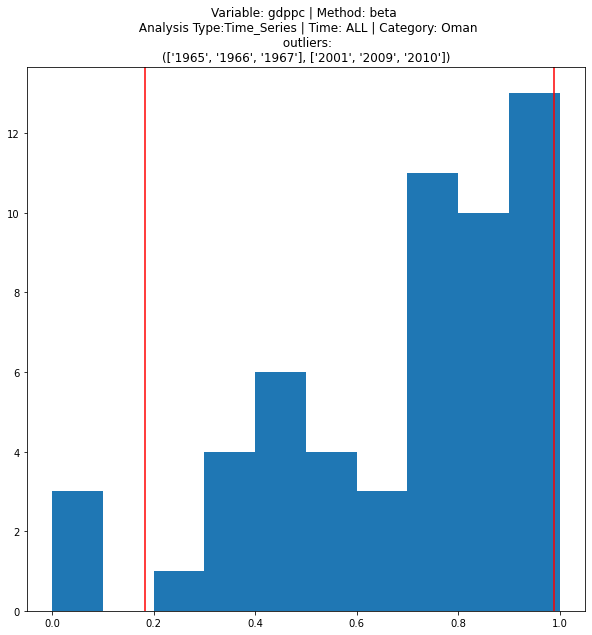 Variable: gdppc | Method: beta
Analysis Type:Time_Series | Time: ALL | Category: Oman
outliers:
(['1965', '1966', '1967'], ['2001', '2009', '2010'])
12
10
8
6
4
2
0
0.0 0.2 0.4 0.6 0.8 1.0